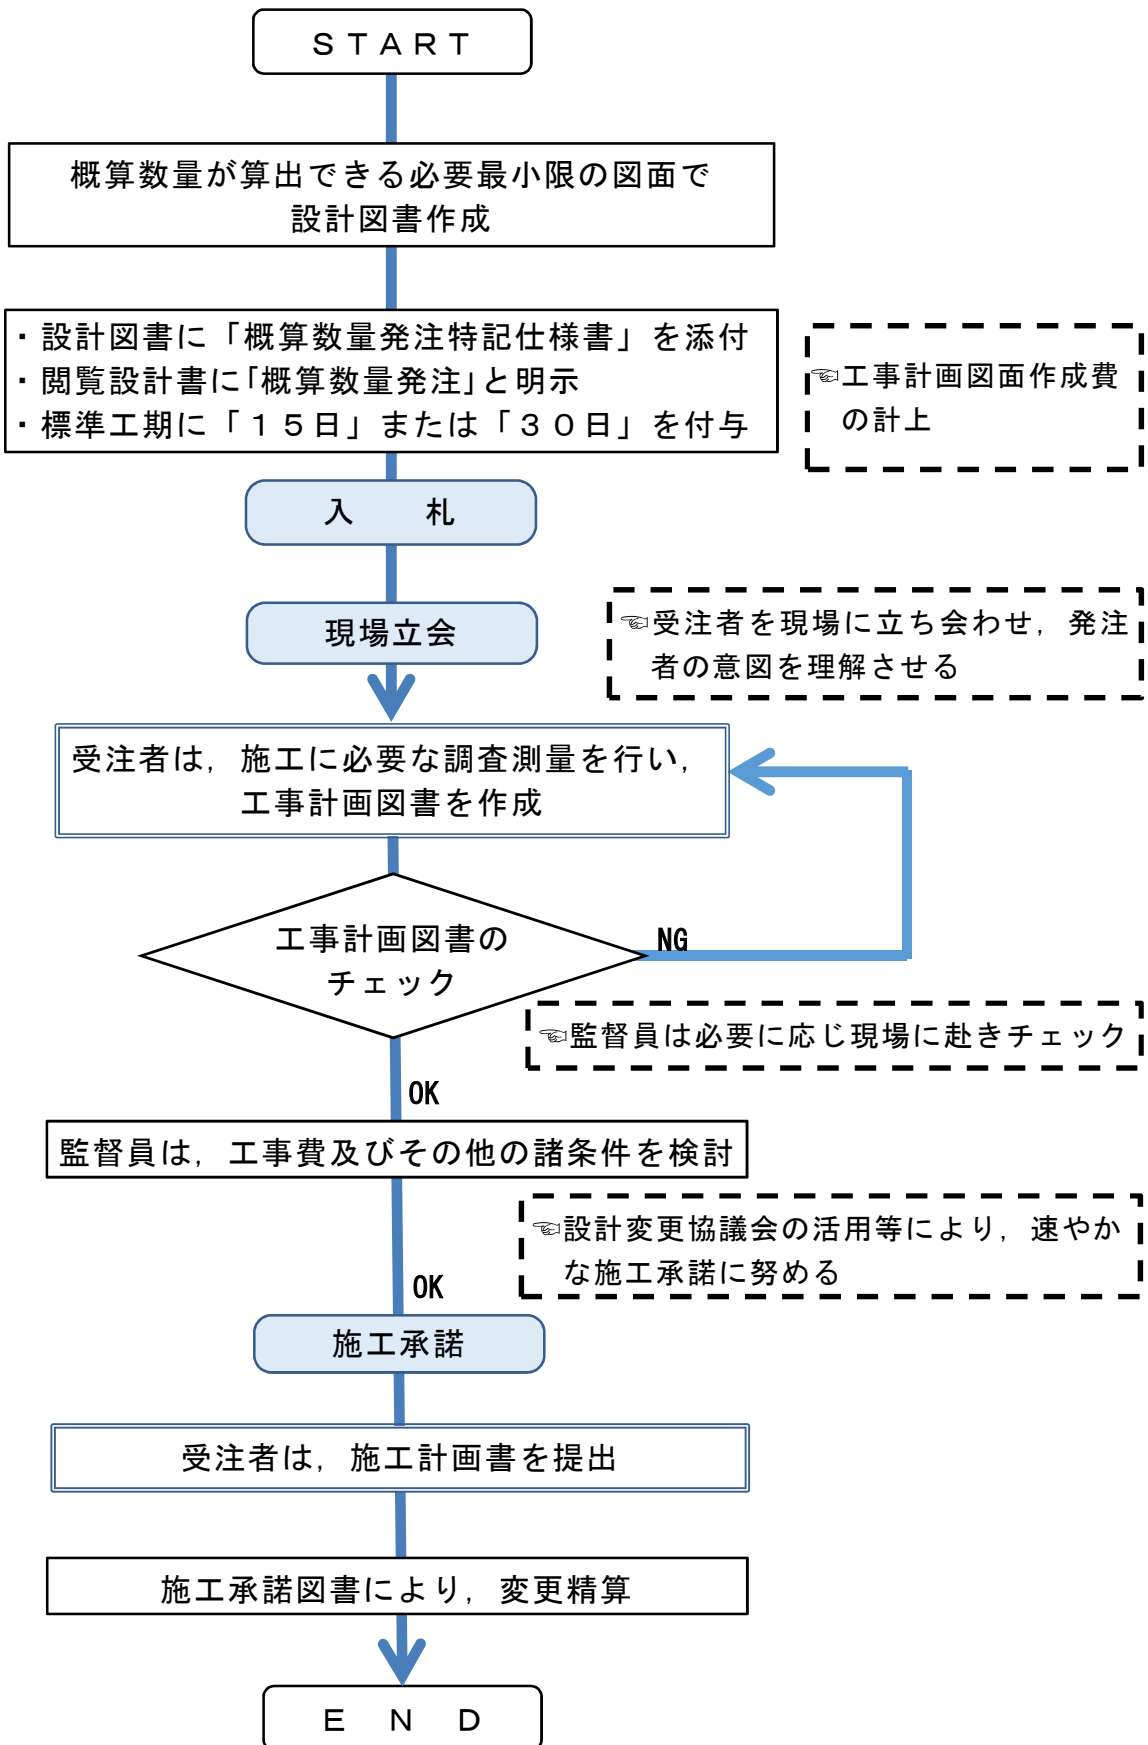 ＳＴＡＲＴ
概算数量が算出できる必要最小限の図面で
設計図書作成
・設計図書に「概算数量発注特記仕様書」を添付
・閲覧設計書に「概算数量発注」と明示
・標準工期に「１５日」または「３０日」を付与
☜工事計画図面作成費
の計上
入　札
現場立会
☜受注者を現場に立ち会わせ，発注
者の意図を理解させる
受注者は，施工に必要な調査測量を行い，
工事計画図書を作成
工事計画図書の
チェック
NG
☜監督員は必要に応じ現場に赴きチェック
OK
監督員は，工事費及びその他の諸条件を検討
☜設計変更協議会の活用等により，速やか
な施工承諾に努める
OK
施工承諾
受注者は，施工計画書を提出
施工承諾図書により，変更精算
Ｅ　Ｎ　Ｄ